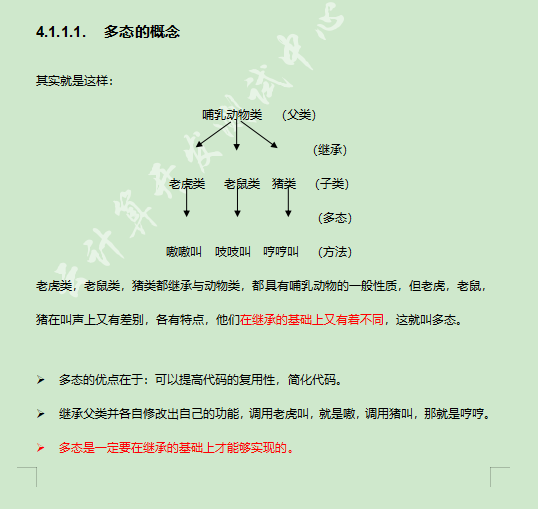 4.1.1.1. 多态的概念
其实就是这样：
哺乳动物类 （父类）
（继承）
老虎类 老鼠类 猪类 （子类）
（多态）
嗷嗷叫 吱吱叫 哼哼叫 （方法）
老虎类，老鼠类，猪类都继承与动物类，都具有哺乳动物的一般性质，但老虎，老鼠，
猪在叫声上又有差别，各有特点，他们在继承的基础上又有着不同，这就叫多态。
➢ 多态的优点在于：可以提高代码的复用性，简化代码。
➢ 继承父类并各自修改出自己的功能，调用老虎叫，就是嗷，调用猪叫，那就是哼哼。
➢ 多态是一定要在继承的基础上才能够实现的。
云计算开发测试中心